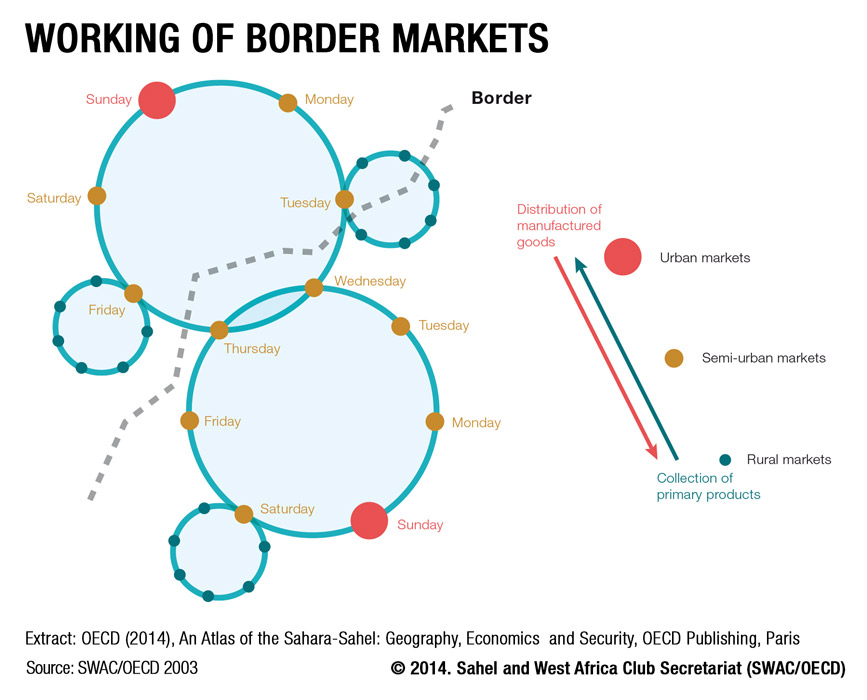 WORKING OF BORDER MARKETS
Border
Sunday
Monday
Saturday
Tuesday
Wednesday
Friday
Tuesday
Thursday
Friday
Monday
Saturday
Sunday
Distribution of
manufactured
goods
Urban markets
Semi-urban markets
Rural markets
Collection of
primary products
Extract: OECD (2014), An Atlas of the Sahara-Sahel: Geography, Economics and Security, OECD Publishing, Paris
Source: SWAC/OECD 2003
© 2014. Sahel and West Africa Club Secretariat (SWAC/OECD)